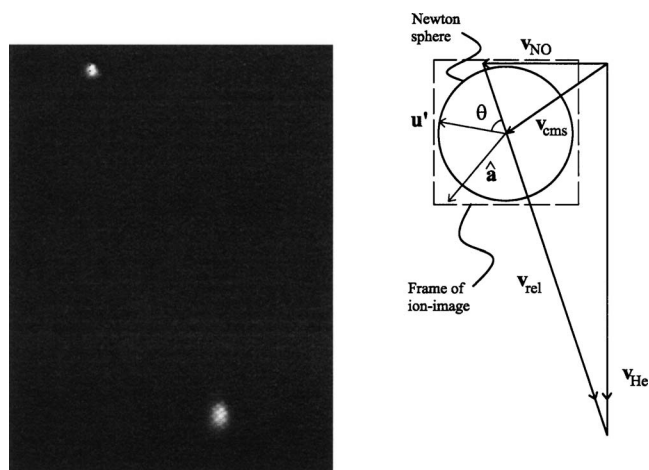 Newton
sphere
v_NO
θ
u'
v_cms
â
v_rel
Frame of
ion-image
v_He